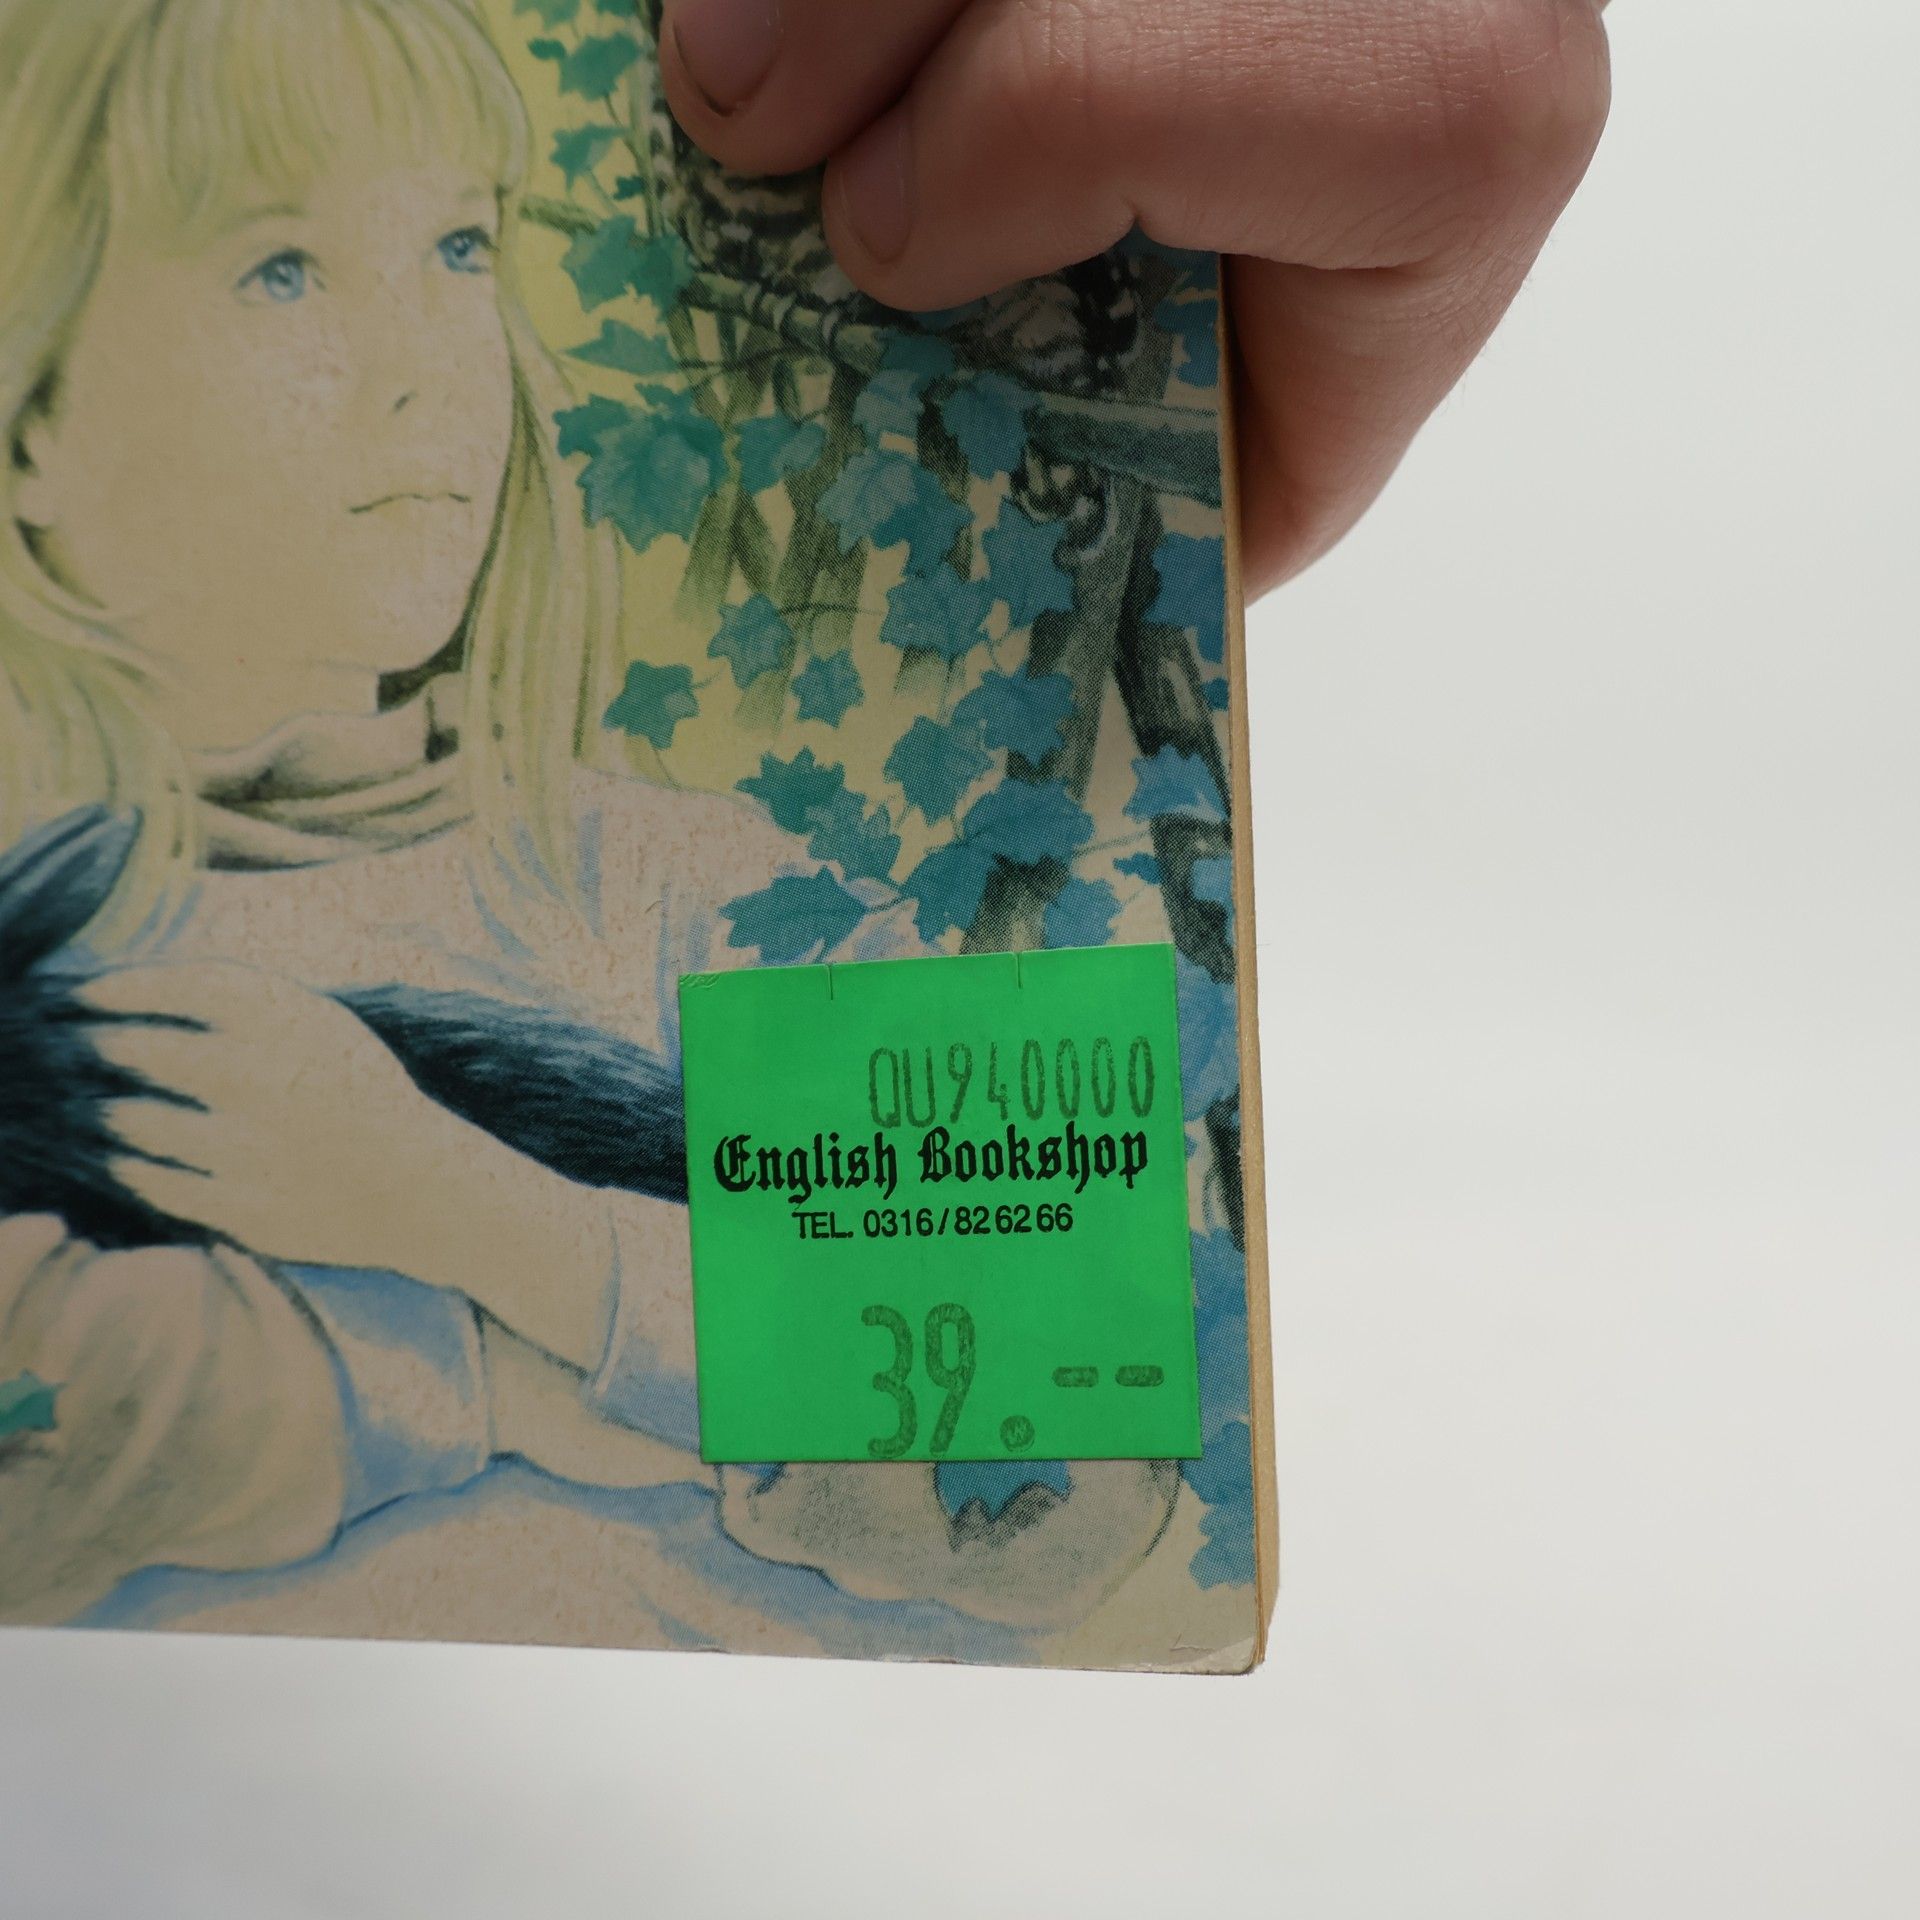 QU940000
English Bookshop
TEL. 0316/826266
39.--